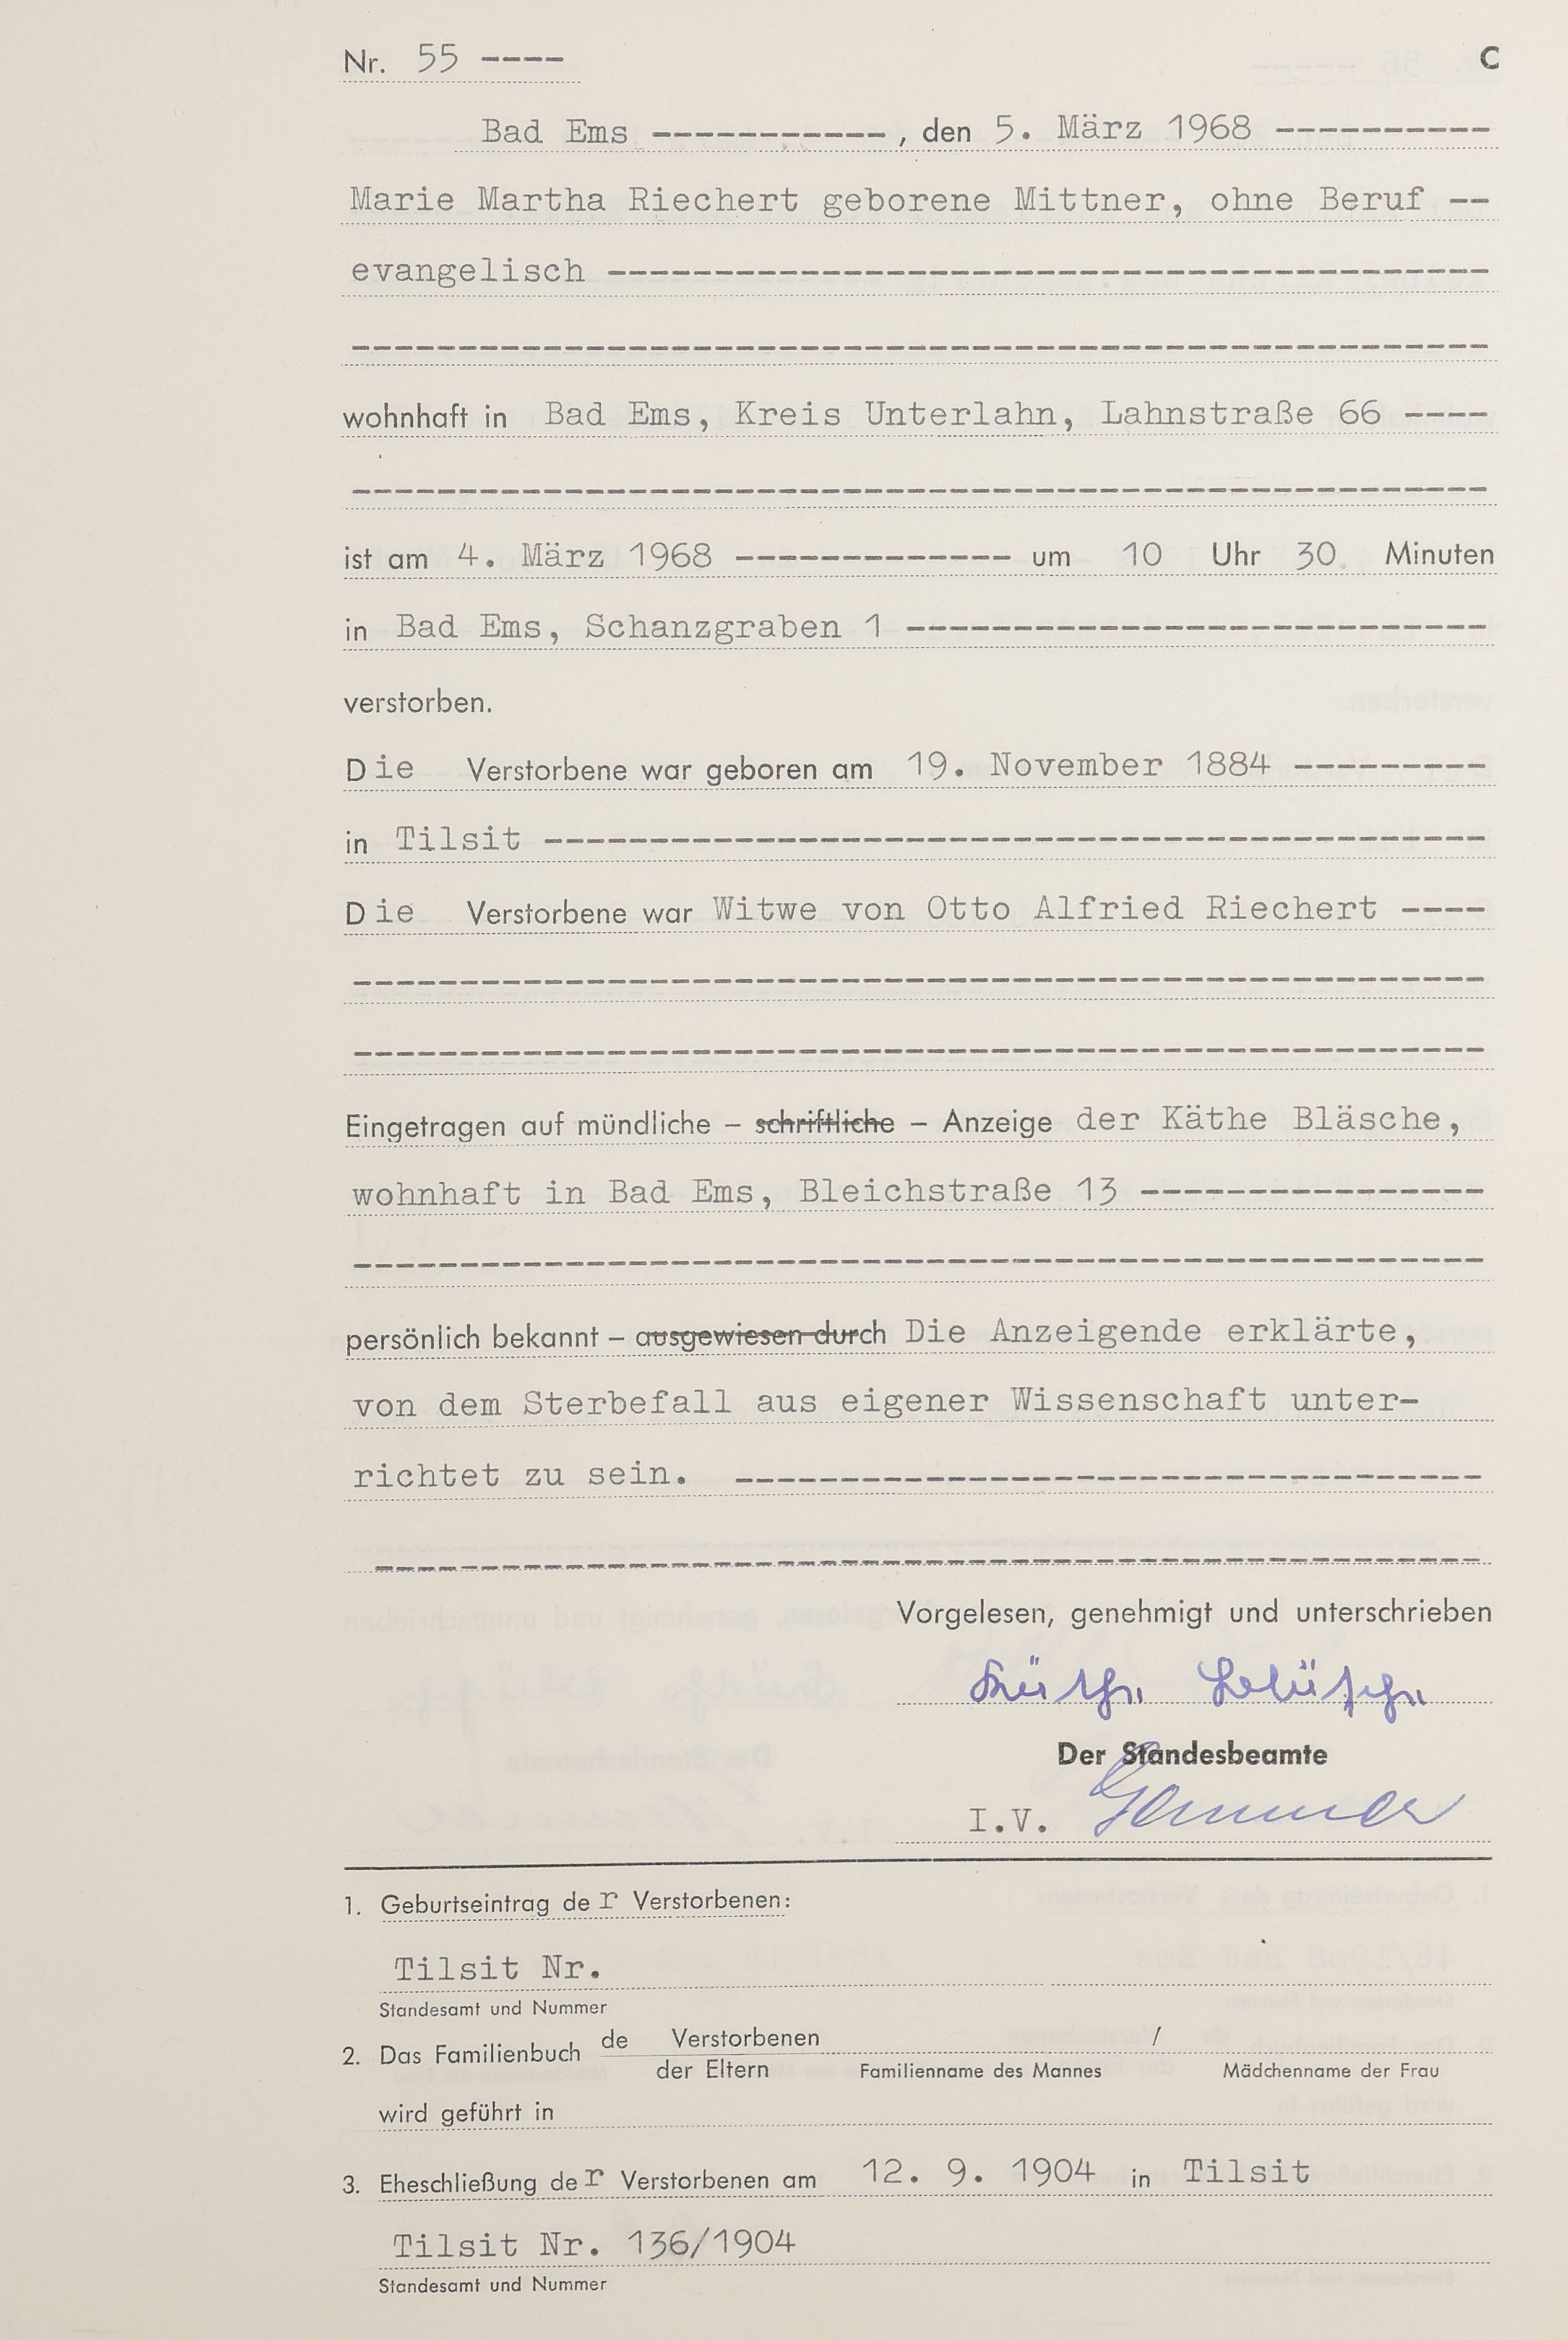 Nr. 55 ---- C
Bad Ems -----------, den 5. März 1968 ----------
Marie Martha Riechert geborene Mittner, ohne Beruf --
evangelisch ------------------------------------------
------------------------------------------------------
wohnhaft in Bad Ems, Kreis Unterlahn, Lahnstraße 66 ----
------------------------------------------------------
ist am 4. März 1968 ------------- um 10 Uhr 30 Minuten
in Bad Ems, Schanzgraben 1 ----------------------------
verstorben.
Die Verstorbene war geboren am 19. November 1884 ---------
in Tilsit ---------------------------------------------
Die Verstorbene war Witwe von Otto Alfried Riechert ----
------------------------------------------------------
------------------------------------------------------
Eingetragen auf mündliche – schriftliche – Anzeige der Käthe Bläsche,
wohnhaft in Bad Ems, Bleichstraße 13 ----------------
------------------------------------------------------
persönlich bekannt – ausgewiesen durch Die Anzeigende erklärte,
von dem Sterbefall aus eigener Wissenschaft unter-
richtet zu sein. -----------------------------------
-----------------------------------------------------
Vorgelesen, genehmigt und unterschrieben
Käthe Bläsche
Der Standesbeamte
I.V.
1. Geburtseintrag der Verstorbenen:
Tilsit Nr.
Standesamt und Nummer
2. Das Familienbuch de Verstorbenen /
der Eltern Familienname des Mannes Mädchenname der Frau
wird geführt in
3. Eheschließung der Verstorbenen am 12. 9. 1904 in Tilsit
Tilsit Nr. 136/1904
Standesamt und Nummer